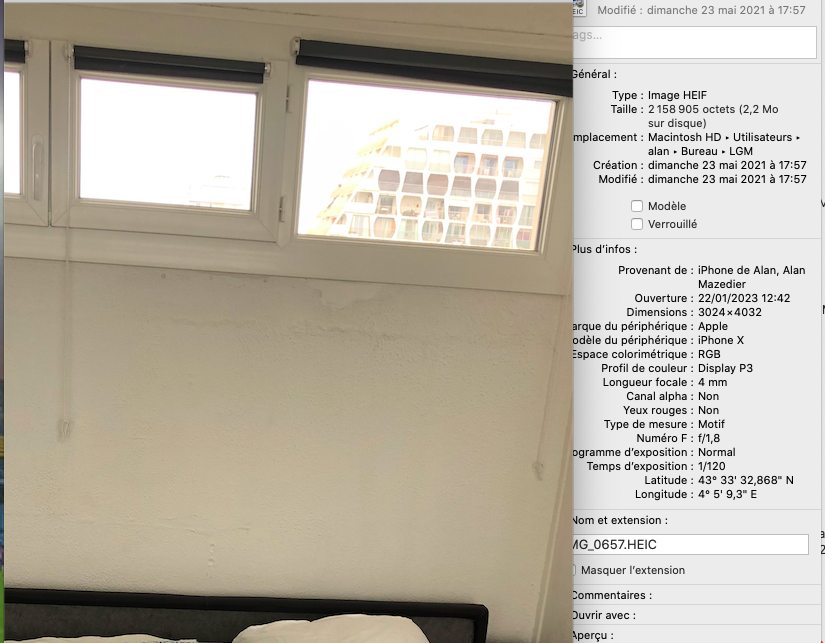 Modifié : dimanche 23 mai 2021 à 17:57
ags...
Général :
Type : Image HEIF
Taille : 2 158 905 octets (2,2 Mo
sur disque)
mplacement : Macintosh HD ▸ Utilisateurs ▸
alan ▸ Bureau ▸ LGM
Création : dimanche 23 mai 2021 à 17:57
Modifié : dimanche 23 mai 2021 à 17:57
Modèle
Verrouillé
Plus d'infos :
Provenant de : iPhone de Alan, Alan
Mazedier
Ouverture : 22/01/2023 12:42
Dimensions : 3024×4032
arque du périphérique : Apple
odèle du périphérique : iPhone X
Espace colorimétrique : RGB
Profil de couleur : Display P3
Longueur focale : 4 mm
Canal alpha : Non
Yeux rouges : Non
Type de mesure : Motif
Numéro F : f/1,8
ogramme d'exposition : Normal
Temps d'exposition : 1/120
Latitude : 43° 33' 32,868" N
Longitude : 4° 5' 9,3" E
Nom et extension :
MG_0657.HEIC
Masquer l'extension
Commentaires :
Ouvrir avec :
Aperçu :